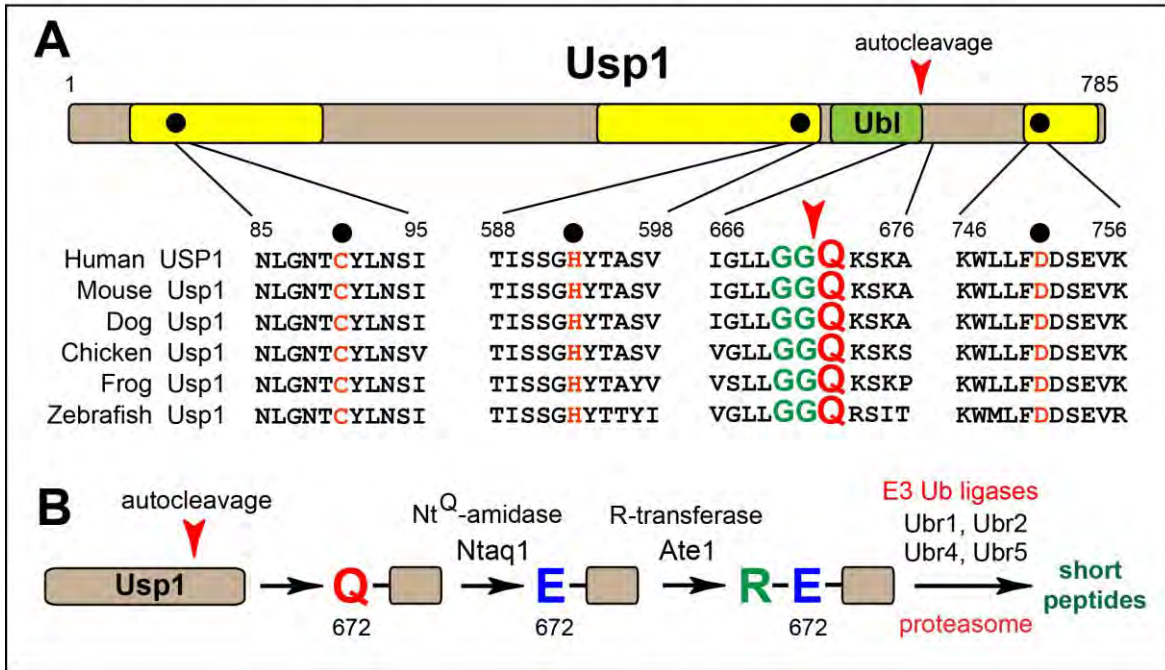 A
Usp1
autocleavage
1
785
Ubl
85 95 588 598 666 676 746 756
Human USP1 NLGNTCYLNSI TISSGHYTASV IGLLGGQKSKA KWLLFDDSEVK
Mouse Usp1 NLGNTCYLNSI TISSGHYTASV IGLLGGQKSKA KWLLFDDSEVK
Dog Usp1 NLGNTCYLNSI TISSGHYTASV IGLLGGQKSKA KWLLFDDSEVK
Chicken Usp1 NLGNTCYLNSV TISSGHYTASV VGLLGGQKSKS KWLLFDDSEVK
Frog Usp1 NLGNTCYLNSI TISSGHYTAYV VSLLGGQKSKP KWLLFDDSEVK
Zebrafish Usp1 NLGNTCYLNSI TISSGHYTTYI VGLLGGQRSIT KWMLFDDSEVR
B
autocleavage
Usp1
Q
672
Nt^Q-amidase
Ntaq1
E
672
R-transferase
Ate1
R-E
672
E3 Ub ligases
Ubr1, Ubr2
Ubr4, Ubr5
proteasome
short
peptides